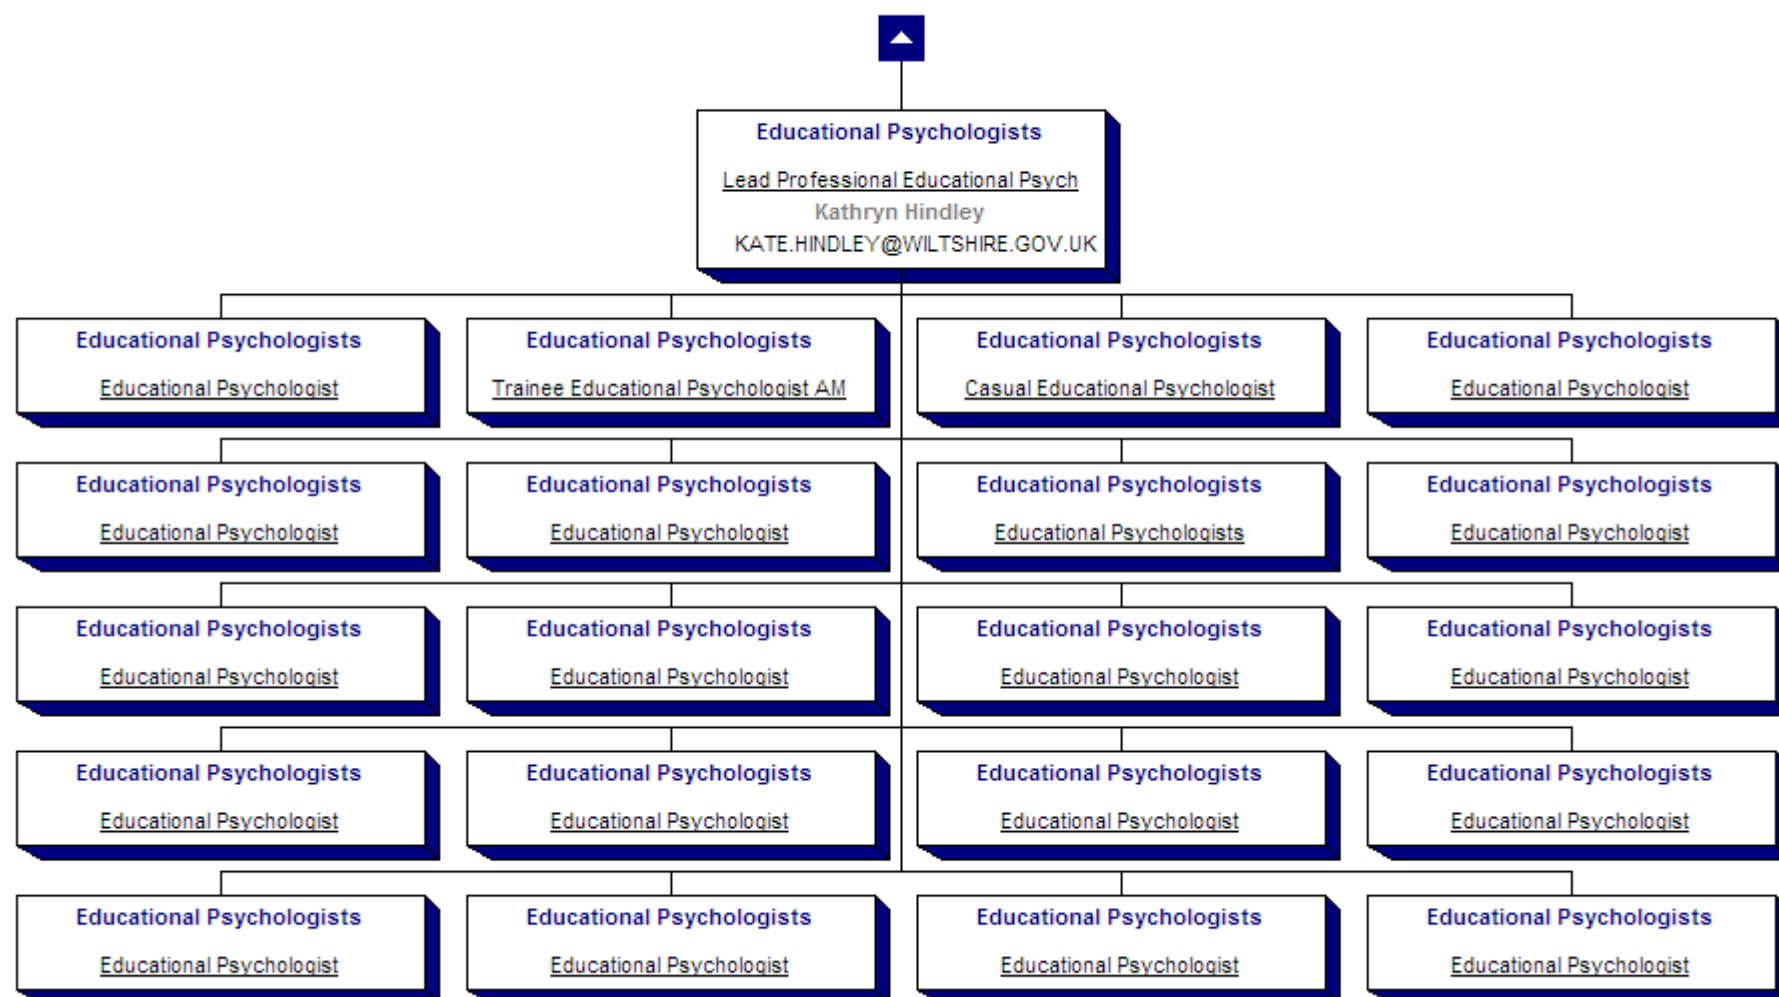 Educational Psychologists
Lead Professional Educational Psych
Kathryn Hindley
KATE.HINDLEY@WILTSHIRE.GOV.UK
Educational Psychologists
Educational Psychologist
Educational Psychologists
Trainee Educational Psychologist AM
Educational Psychologists
Casual Educational Psychologist
Educational Psychologists
Educational Psychologist
Educational Psychologists
Educational Psychologist
Educational Psychologists
Educational Psychologist
Educational Psychologists
Educational Psychologists
Educational Psychologists
Educational Psychologist
Educational Psychologists
Educational Psychologist
Educational Psychologists
Educational Psychologist
Educational Psychologists
Educational Psychologist
Educational Psychologists
Educational Psychologist
Educational Psychologists
Educational Psychologist
Educational Psychologists
Educational Psychologist
Educational Psychologists
Educational Psychologist
Educational Psychologists
Educational Psychologist
Educational Psychologists
Educational Psychologist
Educational Psychologists
Educational Psychologist
Educational Psychologists
Educational Psychologist
Educational Psychologists
Educational Psychologist